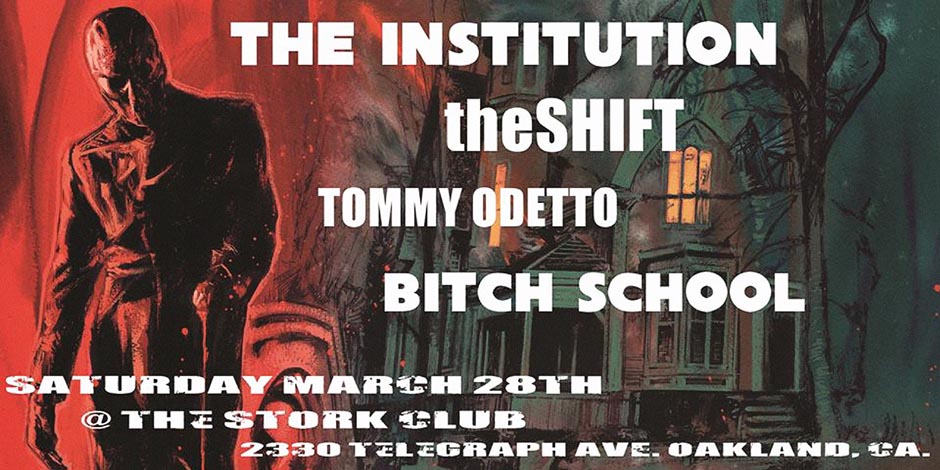 THE INSTITUTION
theSHIFT
TOMMY ODETTO
BITCH SCHOOL
SATURDAY MARCH 28TH
@ THE STORK CLUB
2330 TELEGRAPH AVE. OAKLAND, CA.